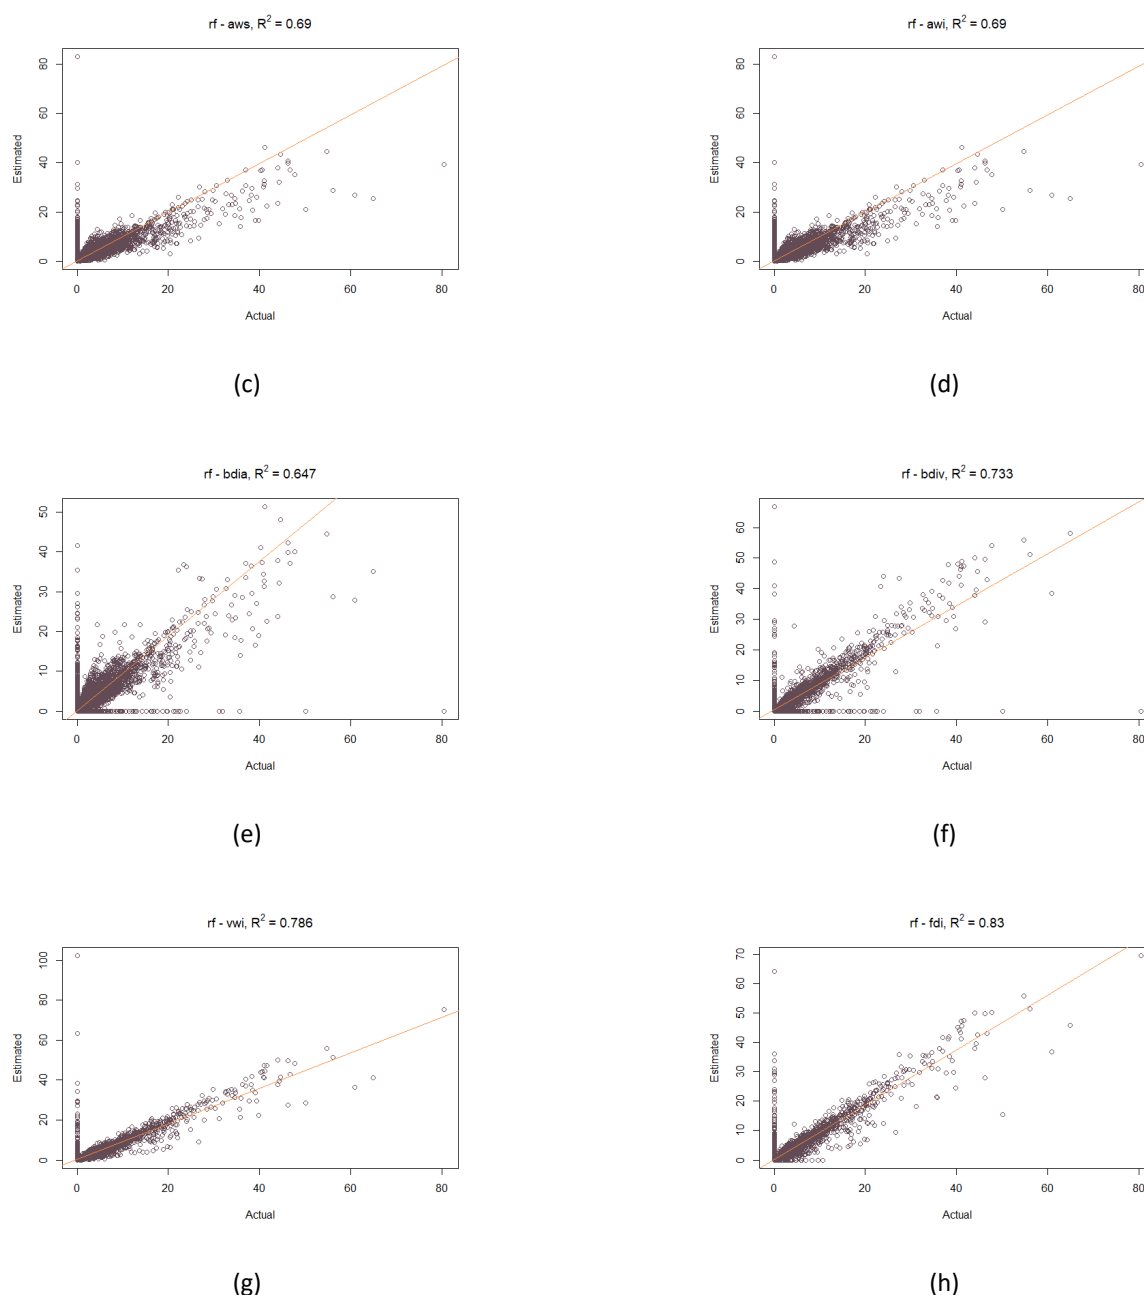 rf - aws, R² = 0.69
Estimated
80
60
40
20
0
0 20 40 60 80
Actual
(c)
rf - awi, R² = 0.69
Estimated
80
60
40
20
0
0 20 40 60 80
Actual
(d)
rf - bdia, R² = 0.647
Estimated
50
40
30
20
10
0
0 20 40 60 80
Actual
(e)
rf - bdiv, R² = 0.733
Estimated
60
50
40
30
20
10
0
0 20 40 60 80
Actual
(f)
rf - vwi, R² = 0.786
Estimated
100
80
60
40
20
0
0 20 40 60 80
Actual
(g)
rf - fdi, R² = 0.83
Estimated
70
60
50
40
30
20
10
0
0 20 40 60 80
Actual
(h)